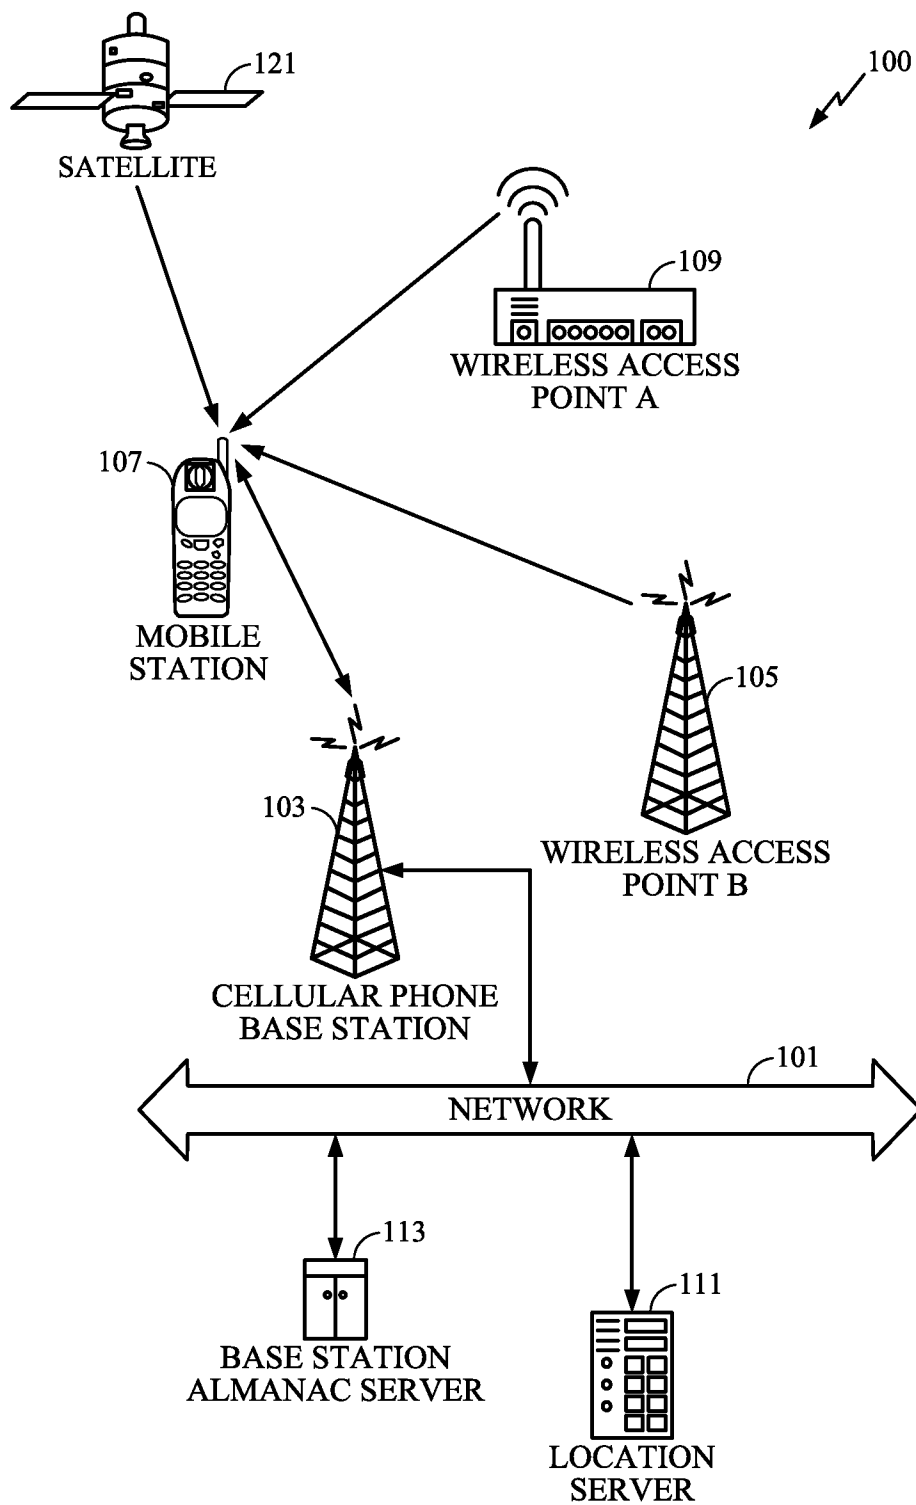 121
100
SATELLITE
109
WIRELESS ACCESS
POINT A
107
MOBILE
STATION
105
103
WIRELESS ACCESS
POINT B
CELLULAR PHONE
BASE STATION
101
NETWORK
113
111
BASE STATION
ALMANAC SERVER
LOCATION
SERVER